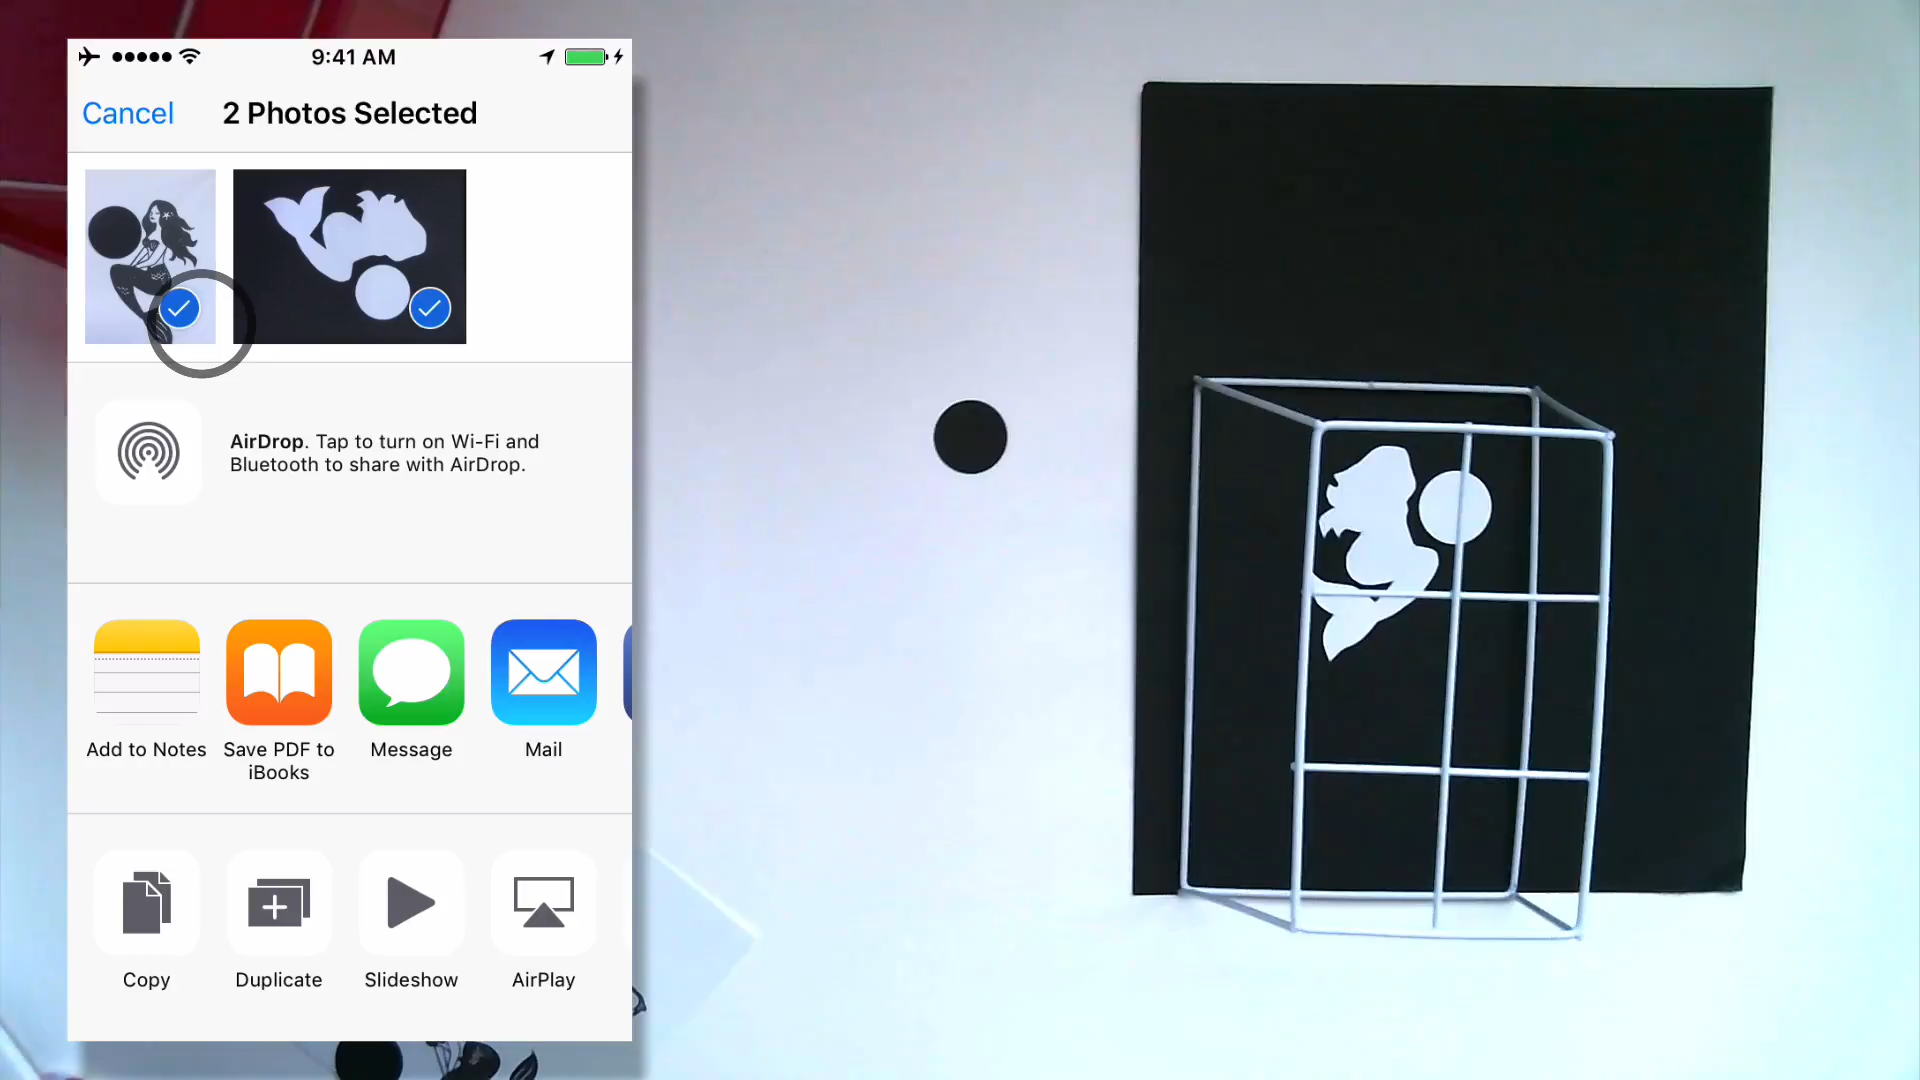 9:41 AM
Cancel
2 Photos Selected
AirDrop. Tap to turn on Wi-Fi and
Bluetooth to share with AirDrop.
Add to Notes
Save PDF to
iBooks
Message
Mail
Copy
Duplicate
Slideshow
AirPlay